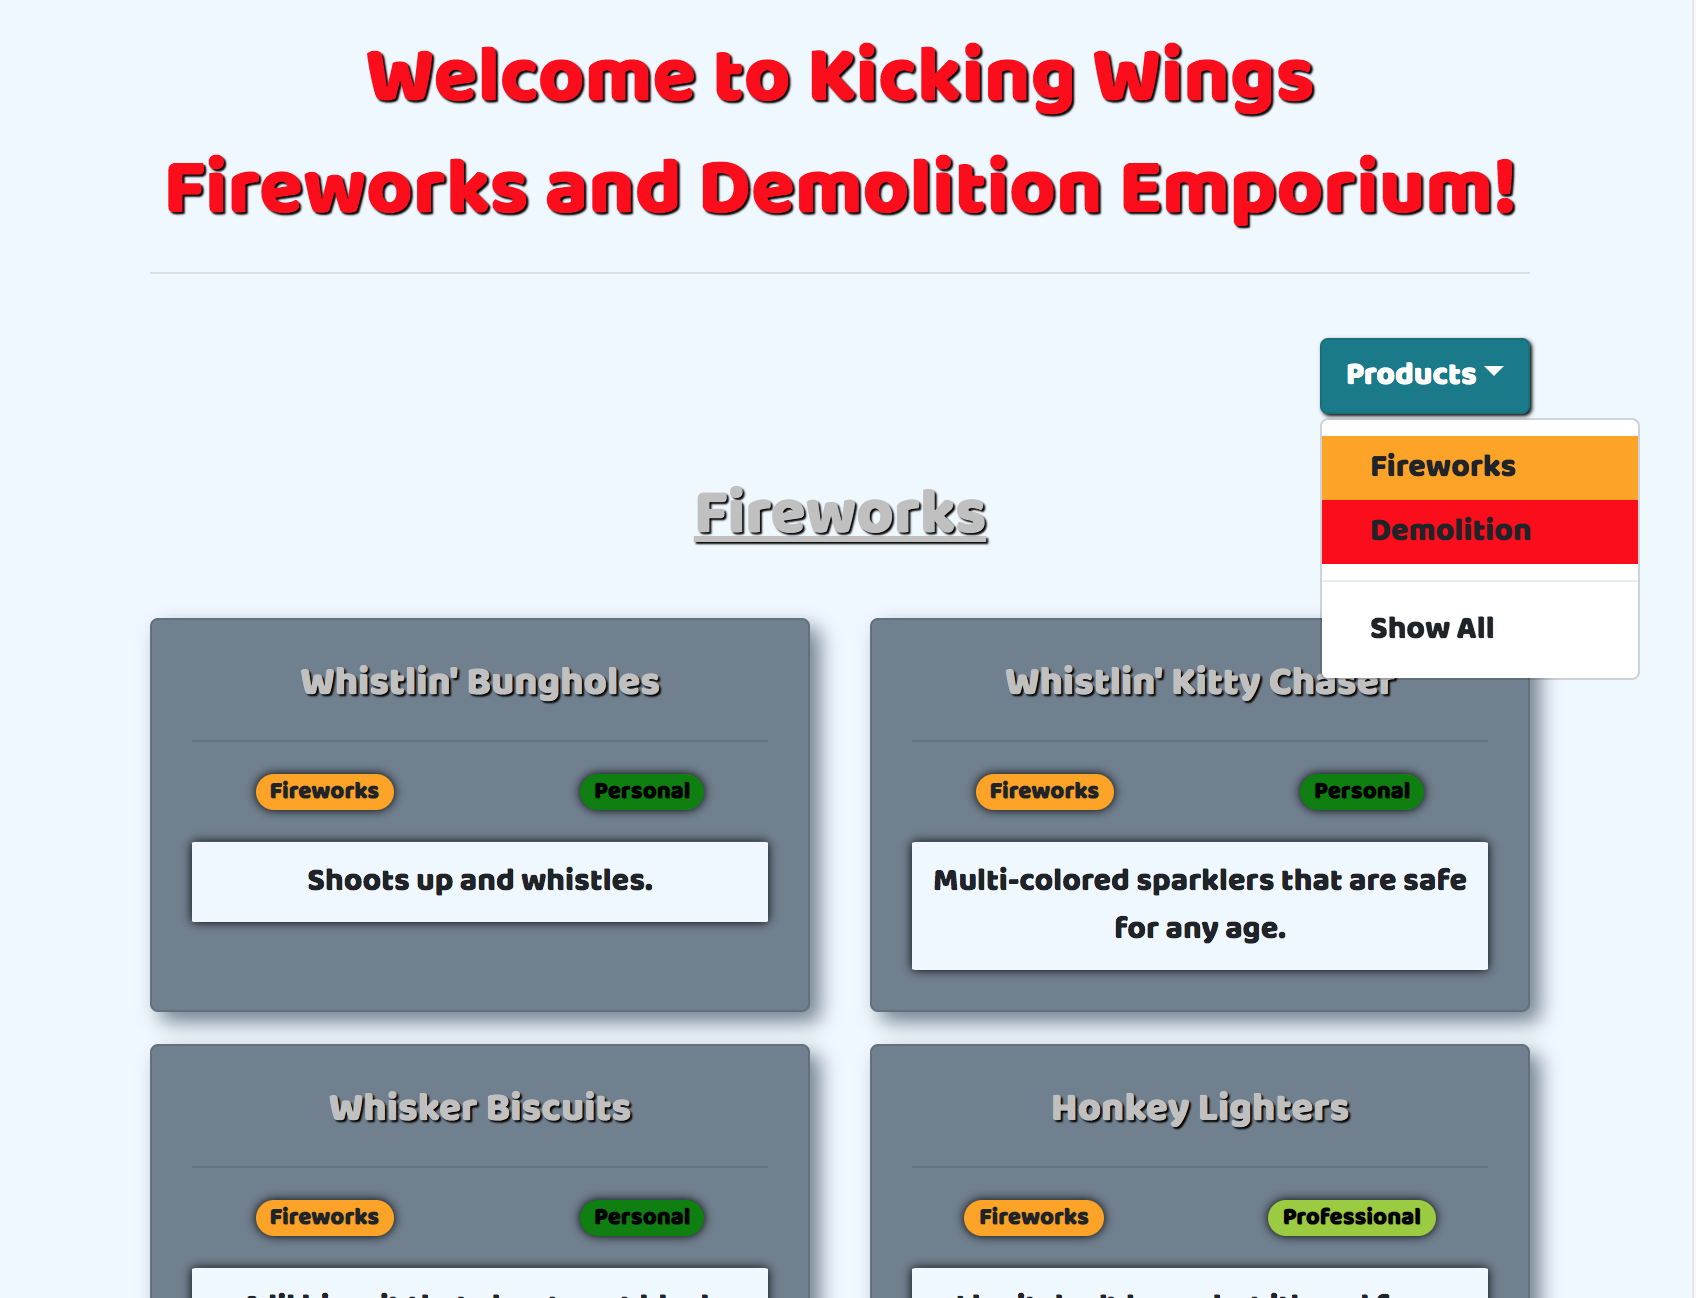 Welcome to Kicking Wings
Fireworks and Demolition Emporium!
Products
Fireworks
Demolition
Show All
Fireworks
Whistlin' Bungholes
Fireworks Personal
Shoots up and whistles.
Whistlin' Kitty Chaser
Fireworks Personal
Multi-colored sparklers that are safe
for any age.
Whisker Biscuits
Fireworks Personal
Honkey Lighters
Fireworks Professional